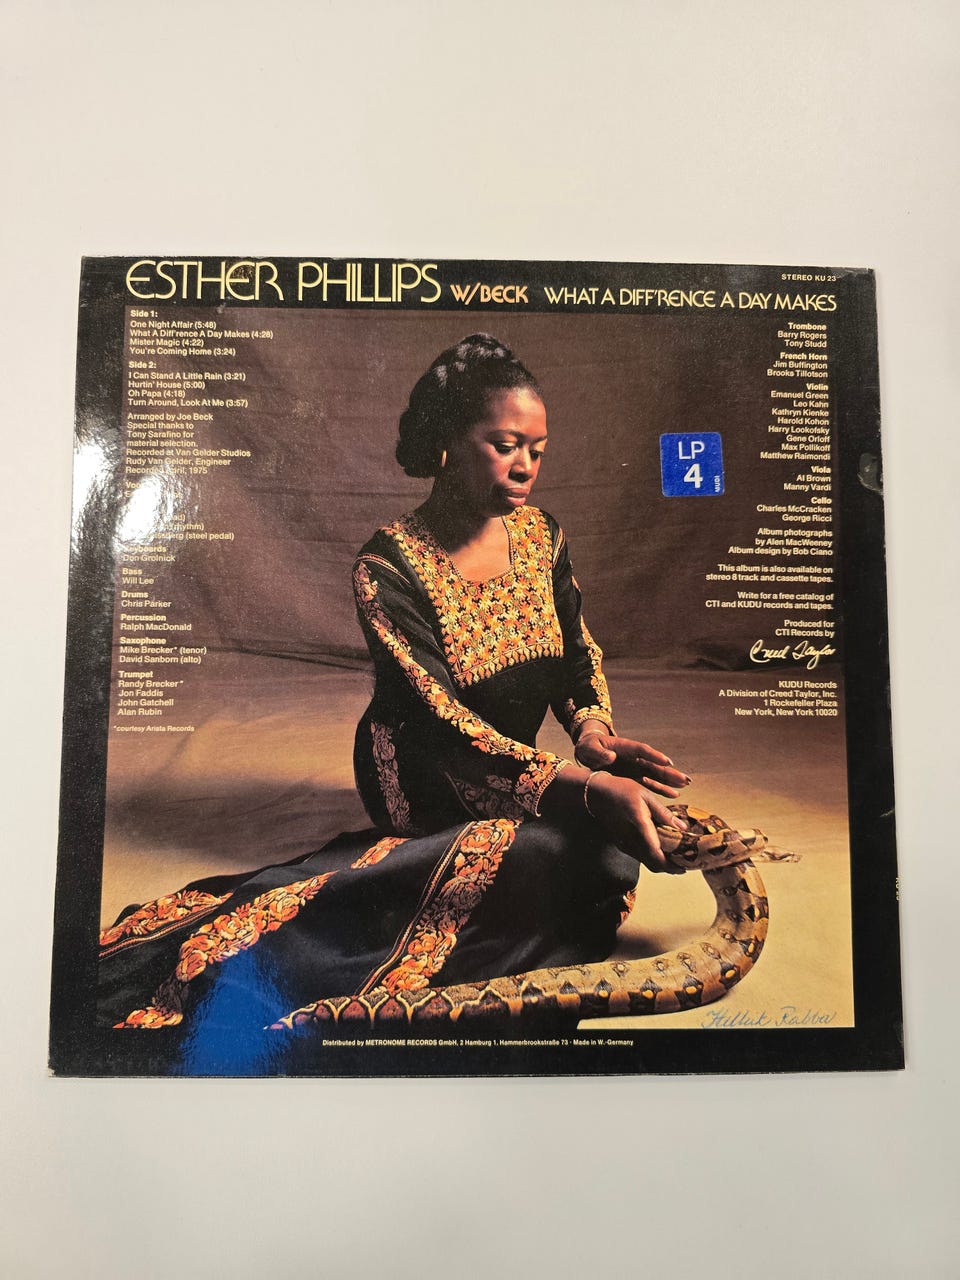 ESTHER PHILLIPS W/BECK WHAT A DIFF'RENCE A DAY MAKES
STEREO KU 23
Side 1:
One Night Affair (5:48)
What A Diff'rence A Day Makes (4:28)
Mister Magic (4:22)
You're Coming Home (3:24)
Side 2:
I Can Stand A Little Rain (3:21)
Hurtin' House (5:00)
Oh Papa (4:18)
Turn Around, Look At Me (3:57)
Arranged by Joe Beck
Special thanks to
Tony Sarafino for
material selection.
Recorded at Van Gelder Studios
Rudy Van Gelder, Engineer
Recorded April, 1975
(steel pedal)
Keyboards
Don Grolnick
Bass
Will Lee
Drums
Chris Parker
Percussion
Ralph MacDonald
Saxophone
Mike Brecker* (tenor)
David Sanborn (alto)
Trumpet
Randy Brecker*
Jon Faddis
John Gatchell
Alan Rubin
*courtesy Arista Records
Trombone
Barry Rogers
Tony Studd
French Horn
Jim Buffington
Brooks Tillotson
Violin
Emanuel Green
Leo Kahn
Kathryn Kienke
Harold Kohon
Harry Lookofsky
Gene Orloff
Max Pollikoff
Matthew Raimondi
Viola
Al Brown
Manny Vardi
Cello
Charles McCracken
George Ricci
Album photographs
by Alen MacWeeney
Album design by Bob Ciano
This album is also available on
stereo 8 track and cassette tapes.
Write for a free catalog of
CTI and KUDU records and tapes.
Produced for
CTI Records by
Creed Taylor
KUDU Records
A Division of Creed Taylor, Inc.
1 Rockefeller Plaza
New York, New York 10020
LP
4
Distributed by METRONOME RECORDS GmbH, 2 Hamburg 1, Hammerbrookstraße 73 · Made in W.-Germany